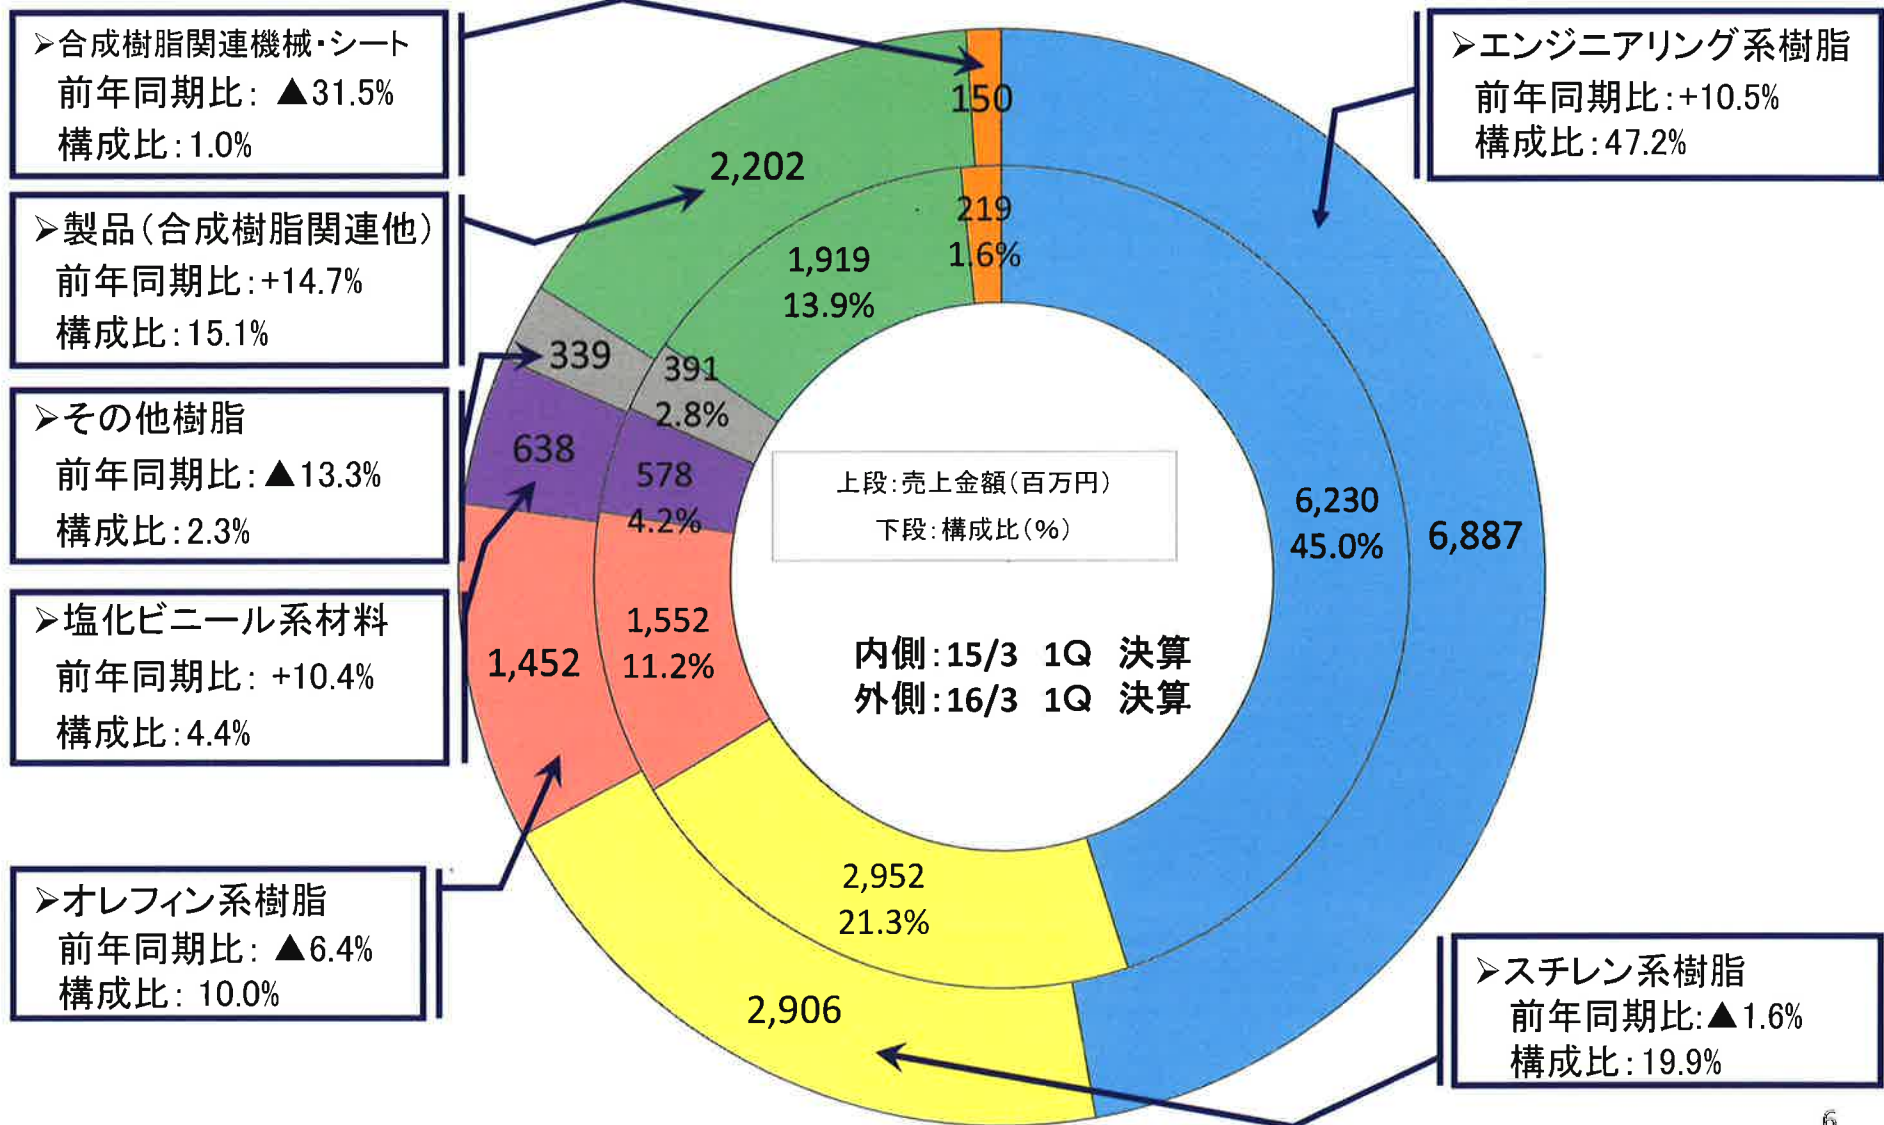 ➢合成樹脂関連機械・シート
前年同期比：▲31.5%
構成比：1.0%
➢製品（合成樹脂関連他）
前年同期比：+14.7%
構成比：15.1%
➢その他樹脂
前年同期比：▲13.3%
構成比：2.3%
➢塩化ビニール系材料
前年同期比：+10.4%
構成比：4.4%
➢オレフィン系樹脂
前年同期比：▲6.4%
構成比：10.0%
➢エンジニアリング系樹脂
前年同期比：+10.5%
構成比：47.2%
➢スチレン系樹脂
前年同期比：▲1.6%
構成比：19.9%
150
2,202
339
638
1,452
2,906
6,887
219
1.6%
1,919
13.9%
391
2.8%
578
4.2%
1,552
11.2%
2,952
21.3%
6,230
45.0%
上段：売上金額（百万円）
下段：構成比（%）
内側：15/3 1Q 決算
外側：16/3 1Q 決算
6